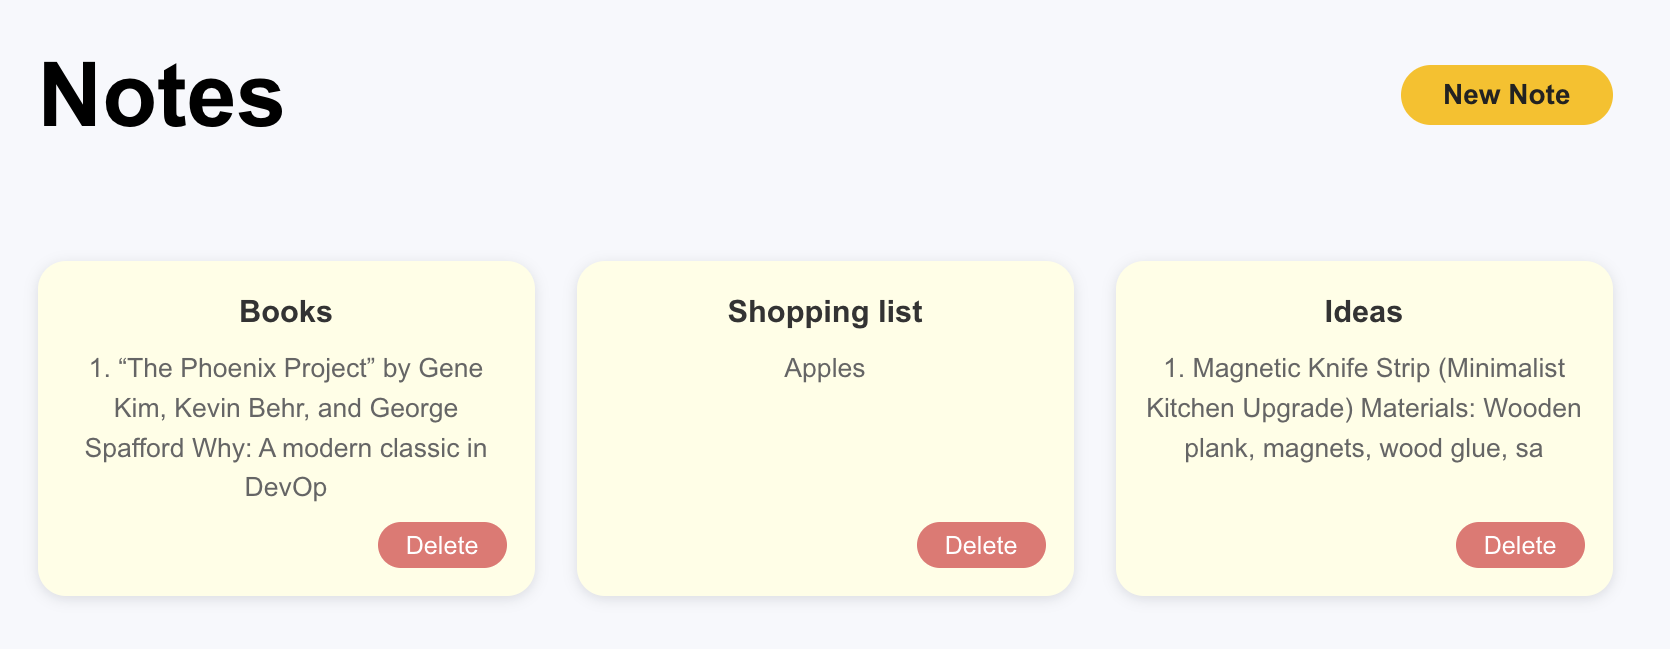 Notes
New Note
Books
1. “The Phoenix Project” by Gene
Kim, Kevin Behr, and George
Spafford Why: A modern classic in
DevOp
Delete
Shopping list
Apples
Delete
Ideas
1. Magnetic Knife Strip (Minimalist
Kitchen Upgrade) Materials: Wooden
plank, magnets, wood glue, sa
Delete